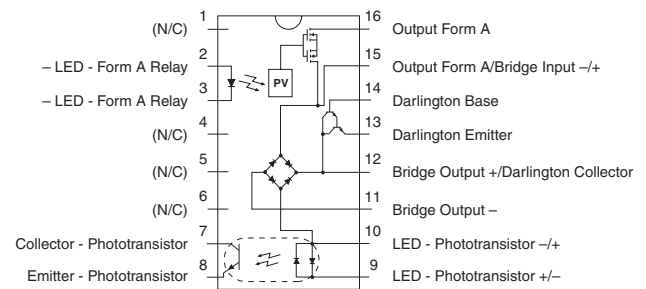 1
(N/C)
2
– LED - Form A Relay
3
– LED - Form A Relay
4
(N/C)
5
(N/C)
6
(N/C)
7
Collector - Phototransistor
8
Emitter - Phototransistor
PV
16
Output Form A
15
Output Form A/Bridge Input –/+
14
Darlington Base
13
Darlington Emitter
12
Bridge Output +/Darlington Collector
11
Bridge Output –
10
LED - Phototransistor –/+
9
LED - Phototransistor +/–